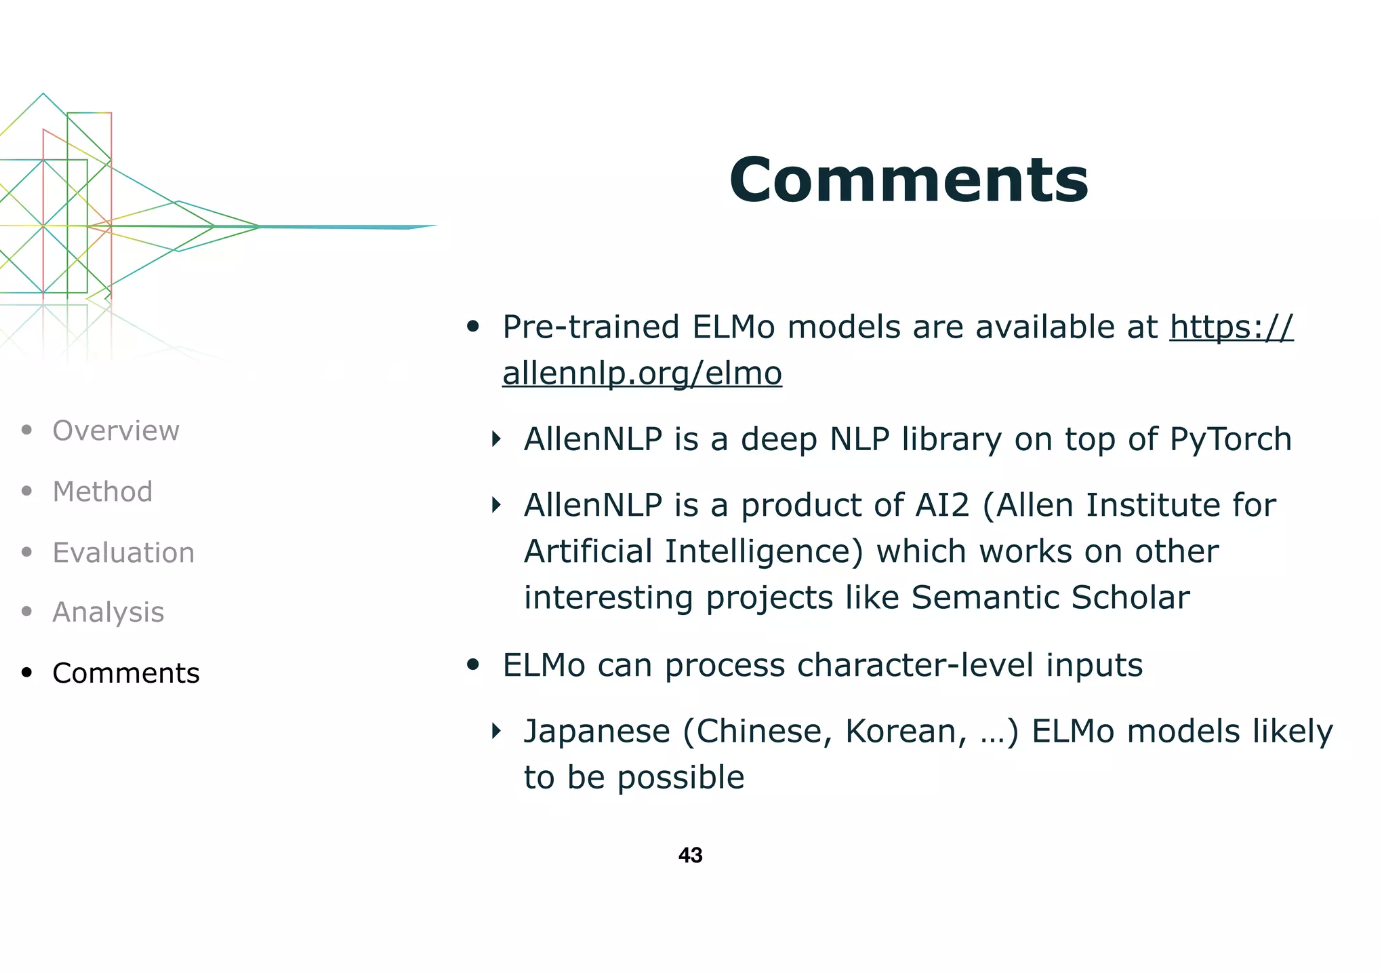 Comments
• Pre-trained ELMo models are available at https://
allennlp.org/elmo
‣ AllenNLP is a deep NLP library on top of PyTorch
‣ AllenNLP is a product of AI2 (Allen Institute for
Artificial Intelligence) which works on other
interesting projects like Semantic Scholar
• ELMo can process character-level inputs
‣ Japanese (Chinese, Korean, …) ELMo models likely
to be possible
• Overview
• Method
• Evaluation
• Analysis
• Comments
43